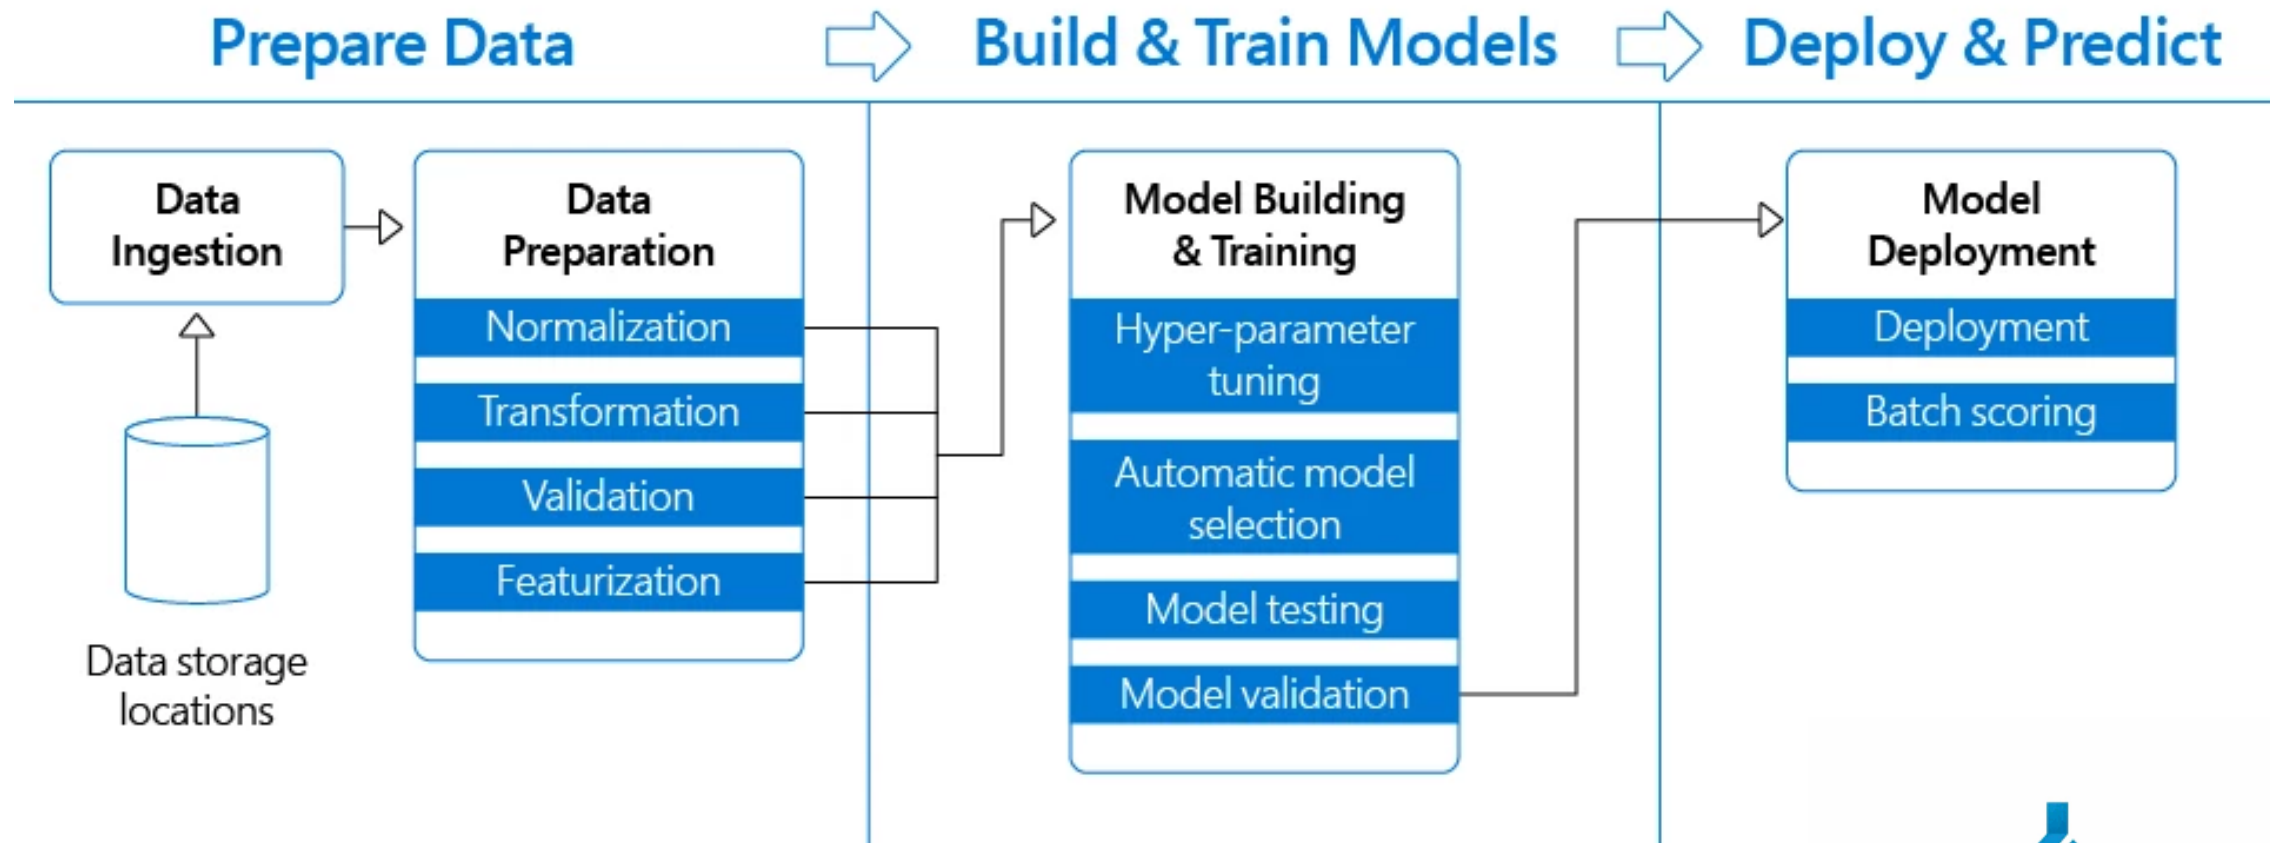 Prepare Data
Build & Train Models
Deploy & Predict
Data
Ingestion
Data storage
locations
Data
Preparation
Normalization
Transformation
Validation
Featurization
Model Building
& Training
Hyper-parameter
tuning
Automatic model
selection
Model testing
Model validation
Model
Deployment
Deployment
Batch scoring